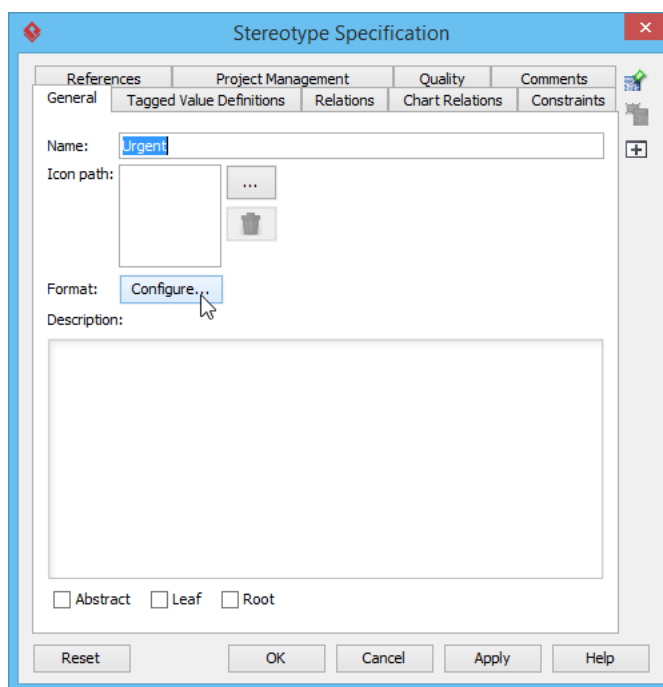 Stereotype Specification
References Project Management Quality Comments
General Tagged Value Definitions Relations Chart Relations Constraints
Name: Urgent
Icon path: ...
Format: Configure...
Description:
Abstract Leaf Root
Reset OK Cancel Apply Help